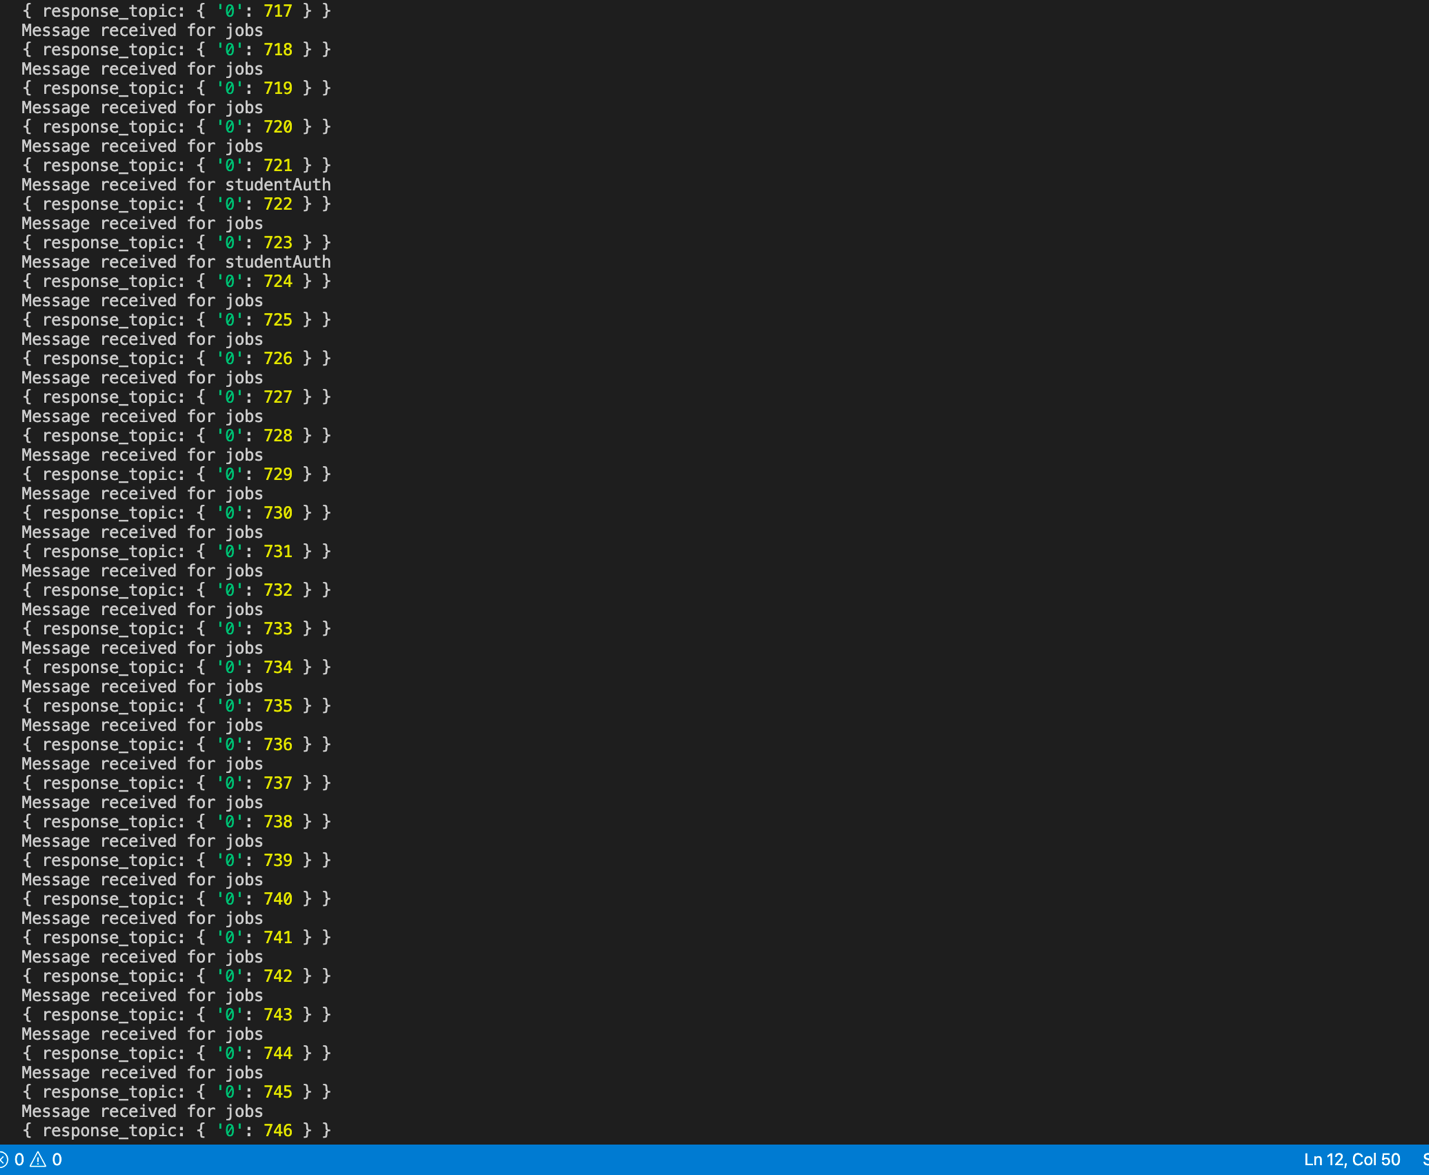 { response_topic: { '0': 717 } }
Message received for jobs
{ response_topic: { '0': 718 } }
Message received for jobs
{ response_topic: { '0': 719 } }
Message received for jobs
{ response_topic: { '0': 720 } }
Message received for jobs
{ response_topic: { '0': 721 } }
Message received for studentAuth
{ response_topic: { '0': 722 } }
Message received for jobs
{ response_topic: { '0': 723 } }
Message received for studentAuth
{ response_topic: { '0': 724 } }
Message received for jobs
{ response_topic: { '0': 725 } }
Message received for jobs
{ response_topic: { '0': 726 } }
Message received for jobs
{ response_topic: { '0': 727 } }
Message received for jobs
{ response_topic: { '0': 728 } }
Message received for jobs
{ response_topic: { '0': 729 } }
Message received for jobs
{ response_topic: { '0': 730 } }
Message received for jobs
{ response_topic: { '0': 731 } }
Message received for jobs
{ response_topic: { '0': 732 } }
Message received for jobs
{ response_topic: { '0': 733 } }
Message received for jobs
{ response_topic: { '0': 734 } }
Message received for jobs
{ response_topic: { '0': 735 } }
Message received for jobs
{ response_topic: { '0': 736 } }
Message received for jobs
{ response_topic: { '0': 737 } }
Message received for jobs
{ response_topic: { '0': 738 } }
Message received for jobs
{ response_topic: { '0': 739 } }
Message received for jobs
{ response_topic: { '0': 740 } }
Message received for jobs
{ response_topic: { '0': 741 } }
Message received for jobs
{ response_topic: { '0': 742 } }
Message received for jobs
{ response_topic: { '0': 743 } }
Message received for jobs
{ response_topic: { '0': 744 } }
Message received for jobs
{ response_topic: { '0': 745 } }
Message received for jobs
{ response_topic: { '0': 746 } }
0 0 Ln 12, Col 50